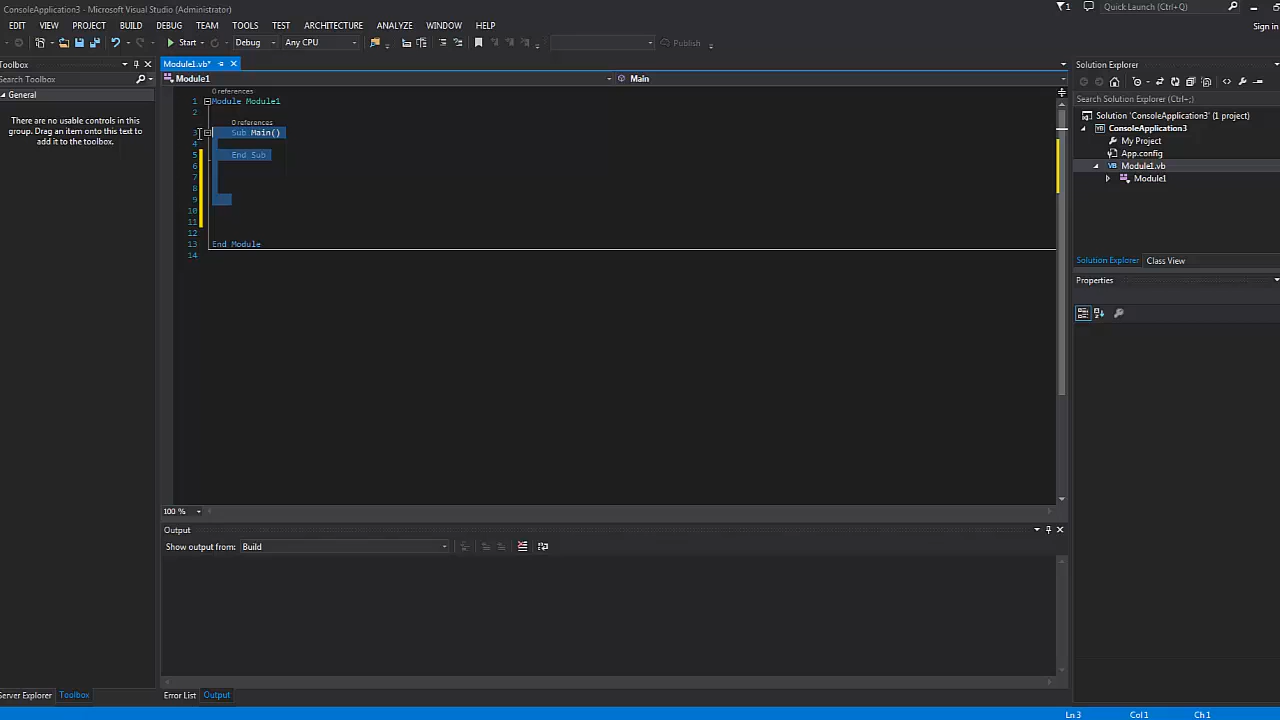 ConsoleApplication3 - Microsoft Visual Studio (Administrator)
1
Quick Launch (Ctrl+Q)
EDIT VIEW PROJECT BUILD DEBUG TEAM TOOLS TEST ARCHITECTURE ANALYZE WINDOW HELP
Sign in
Start Debug Any CPU Publish
Toolbox
Search Toolbox
General
There are no usable controls in this
group. Drag an item onto this text to
add it to the toolbox.
Module1.vb*
Module1
Main
0 references
1 Module Module1
2
0 references
3 Sub Main()
4
5 End Sub
6
7
8
9
10
11
12
13 End Module
14
100 %
Output
Show output from: Build
Server Explorer Toolbox
Error List Output
Solution Explorer
Search Solution Explorer (Ctrl+;)
Solution 'ConsoleApplication3' (1 project)
ConsoleApplication3
My Project
App.config
Module1.vb
Module1
Solution Explorer Class View
Properties
Ln 3 Col 1 Ch 1